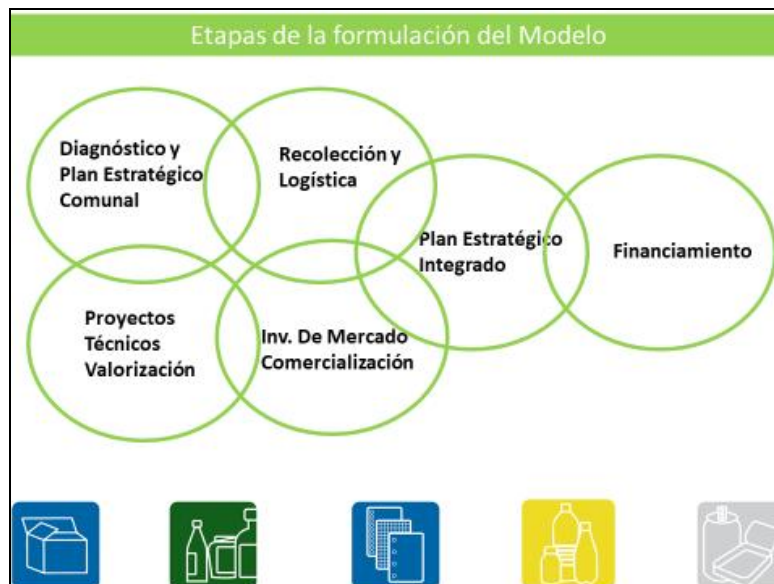 Etapas de la formulación del Modelo
Diagnóstico y
Plan Estratégico
Comunal
Recolección y
Logística
Plan Estratégico
Integrado
Financiamiento
Proyectos
Técnicos
Valorización
Inv. De Mercado
Comercialización